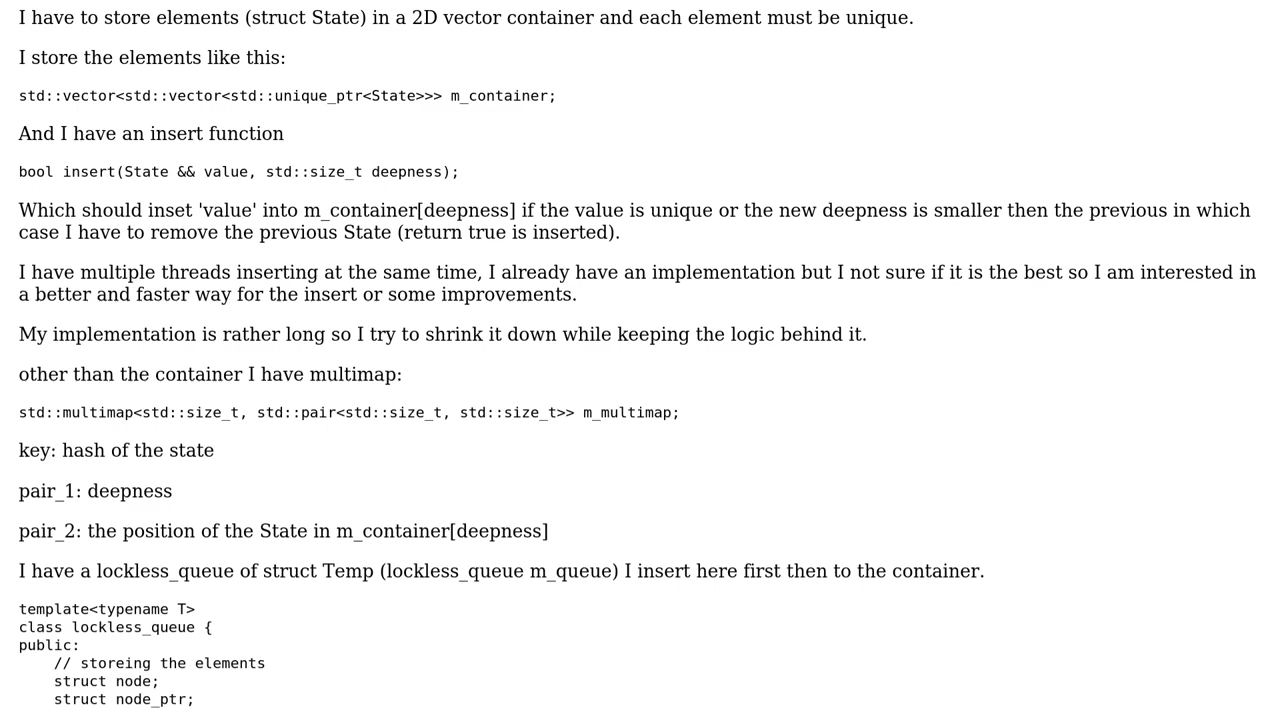 I have to store elements (struct State) in a 2D vector container and each element must be unique.
I store the elements like this:
std::vector<std::vector<std::unique_ptr<State>>> m_container;
And I have an insert function
bool insert(State && value, std::size_t deepness);
Which should inset 'value' into m_container[deepness] if the value is unique or the new deepness is smaller then the previous in which
case I have to remove the previous State (return true is inserted).
I have multiple threads inserting at the same time, I already have an implementation but I not sure if it is the best so I am interested in
a better and faster way for the insert or some improvements.
My implementation is rather long so I try to shrink it down while keeping the logic behind it.
other than the container I have multimap:
std::multimap<std::size_t, std::pair<std::size_t, std::size_t>> m_multimap;
key: hash of the state
pair_1: deepness
pair_2: the position of the State in m_container[deepness]
I have a lockless_queue of struct Temp (lockless_queue m_queue) I insert here first then to the container.
template<typename T>
class lockless_queue {
public:
    // storeing the elements
    struct node;
    struct node_ptr;